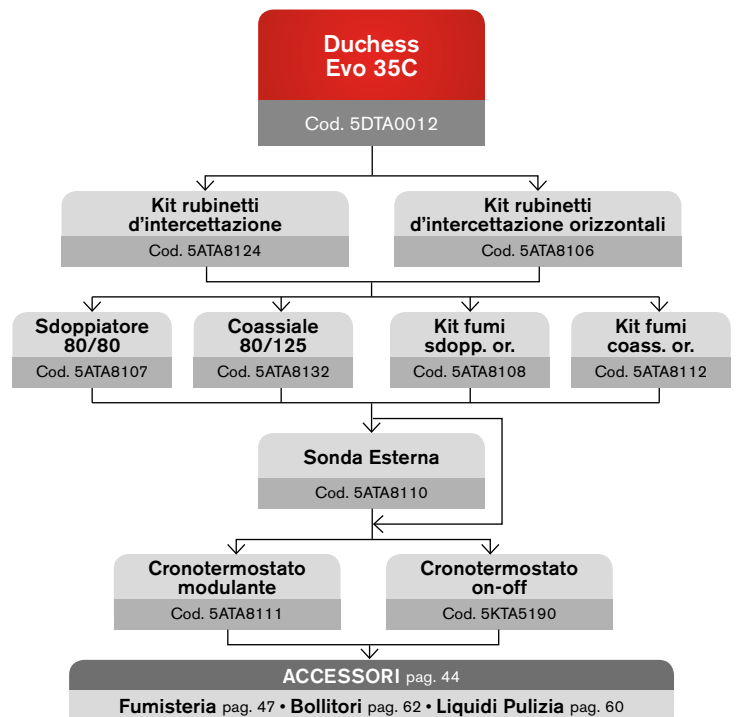 Duchess
Evo 35C
Cod. 5DTA0012
Kit rubinetti
d'intercettazione
Cod. 5ATA8124
Kit rubinetti
d'intercettazione orizzontali
Cod. 5ATA8106
Sdoppiatore
80/80
Cod. 5ATA8107
Coassiale
80/125
Cod. 5ATA8132
Kit fumi
sdopp. or.
Cod. 5ATA8108
Kit fumi
coass. or.
Cod. 5ATA8112
Sonda Esterna
Cod. 5ATA8110
Cronotermostato
modulante
Cod. 5ATA8111
Cronotermostato
on-off
Cod. 5KTA5190
ACCESSORI pag. 44
Fumisteria pag. 47 • Bollitori pag. 62 • Liquidi Pulizia pag. 60